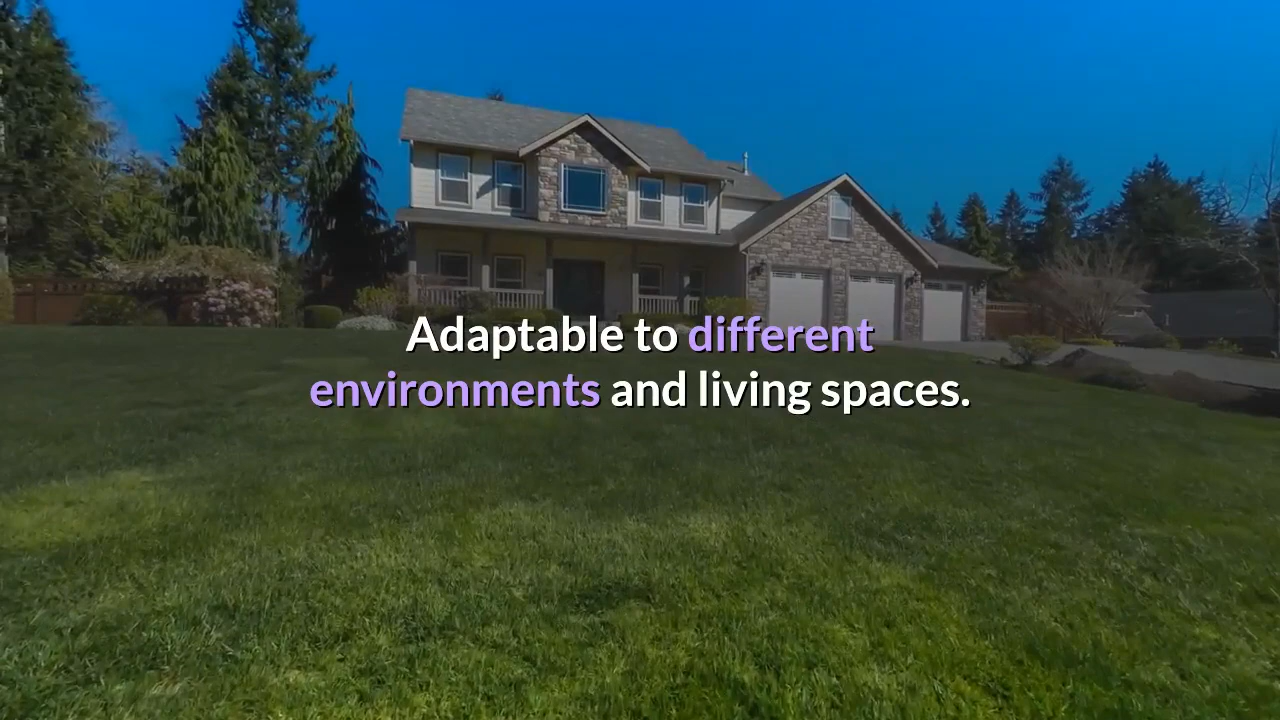 Adaptable to different
environments and living spaces.